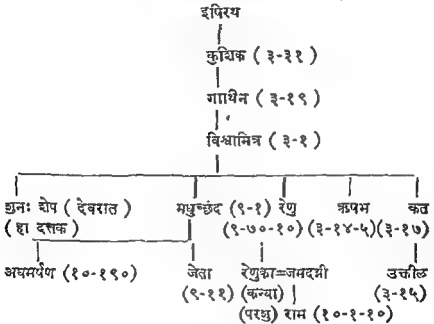 इषिरथ
कुशिक ( ३-३१ )
गाथिन ( ३-१९ )
विश्वामित्र ( ३-१ )
शुनः शेप ( देवरात ) मधुच्छंद ( ९-१ ) रेणु ऋषभ कत
( हा दत्तक ) (९-७०-१०) (३-१४-५) (३-१७)
अघमर्षण (१०-१९०) जेता रेणुका=जमदग्नी उत्कील
(९-११) (कन्या) (३-१५)
(परशु) राम (१०-१-१०)